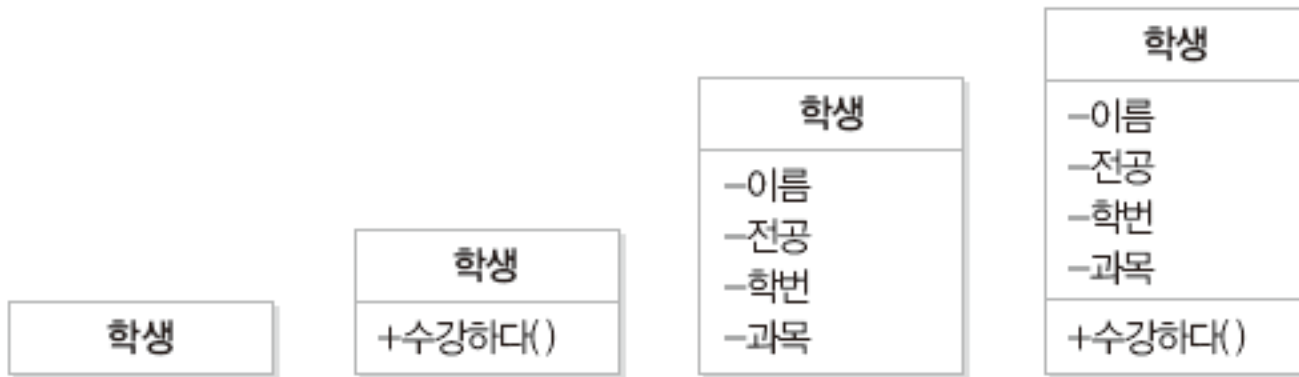 학생
학생
+수강하다()
학생
-이름
-전공
-학번
-과목
학생
-이름
-전공
-학번
-과목
+수강하다()